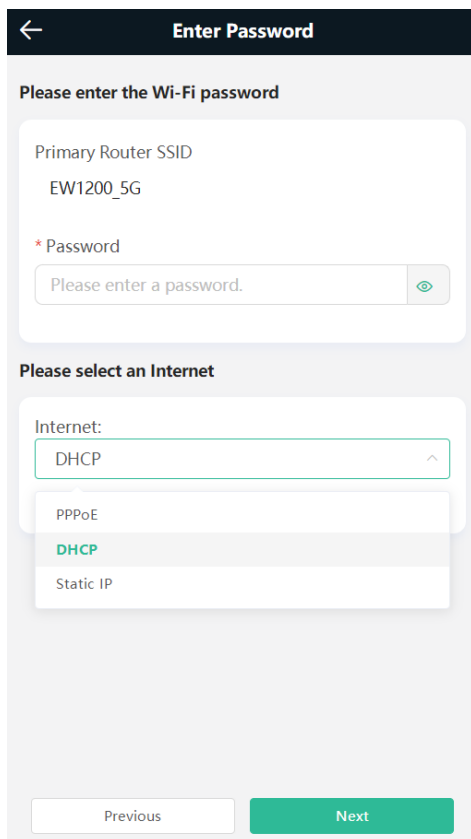 Enter Password
Please enter the Wi-Fi password
Primary Router SSID
EW1200_5G
* Password
Please enter a password.
Please select an Internet
Internet:
DHCP
PPPoE
DHCP
Static IP
Previous
Next